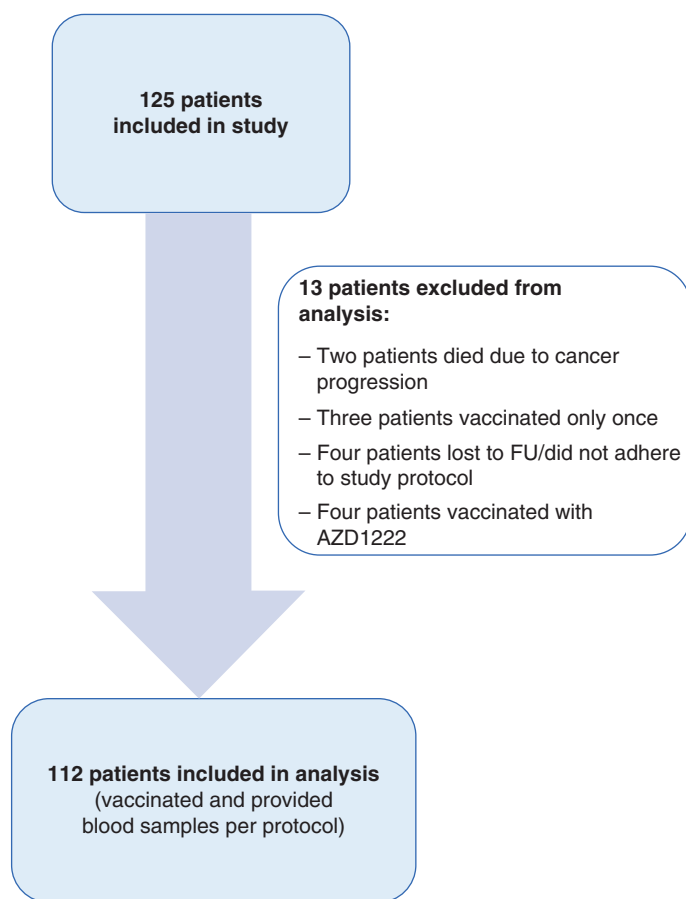 125 patients
included in study
13 patients excluded from
analysis:
– Two patients died due to cancer
progression
– Three patients vaccinated only once
– Four patients lost to FU/did not adhere
to study protocol
– Four patients vaccinated with
AZD1222
112 patients included in analysis
(vaccinated and provided
blood samples per protocol)